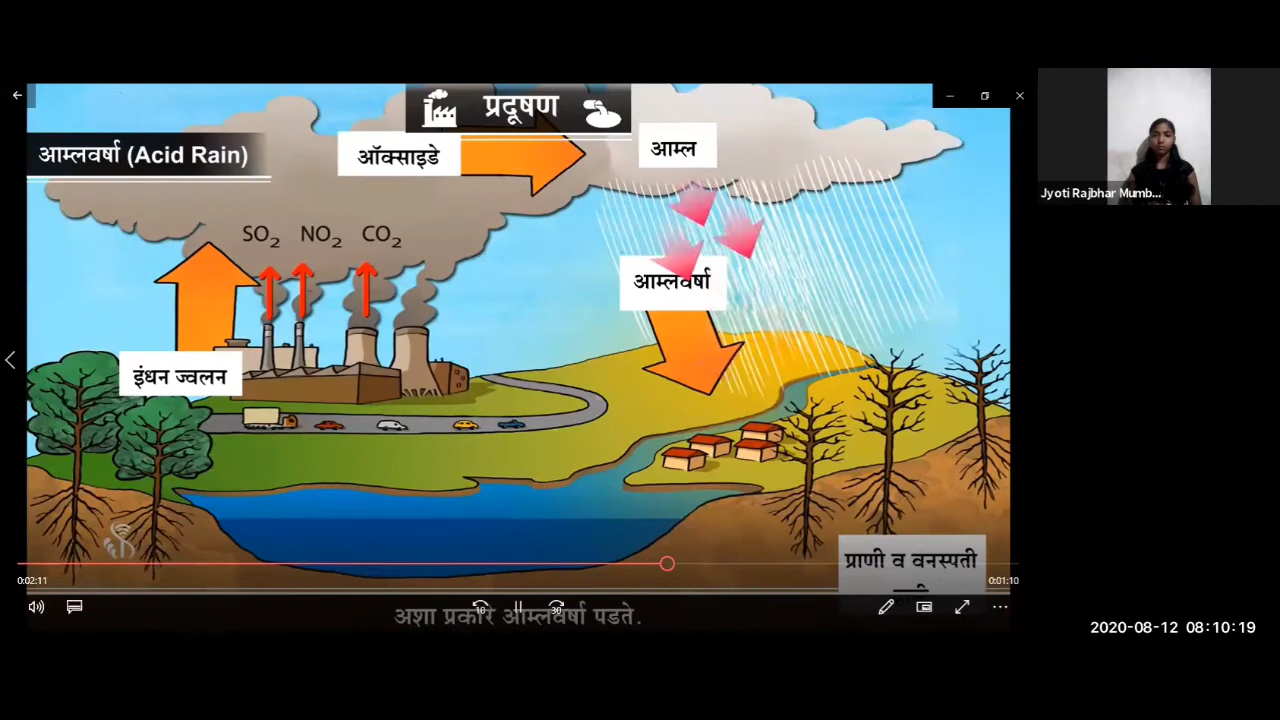 प्रदूषण
आम्लवर्षा (Acid Rain)
ऑक्साइडे
आम्ल
SO2 NO2 CO2
आम्लवर्षा
इंधन ज्वलन
प्राणी व वनस्पती
0:02:11
0:01:10
10
30
अशा प्रकारे आम्लवर्षा पडते.
Jyoti Rajbhar Mumb...
2020-08-12 08:10:19